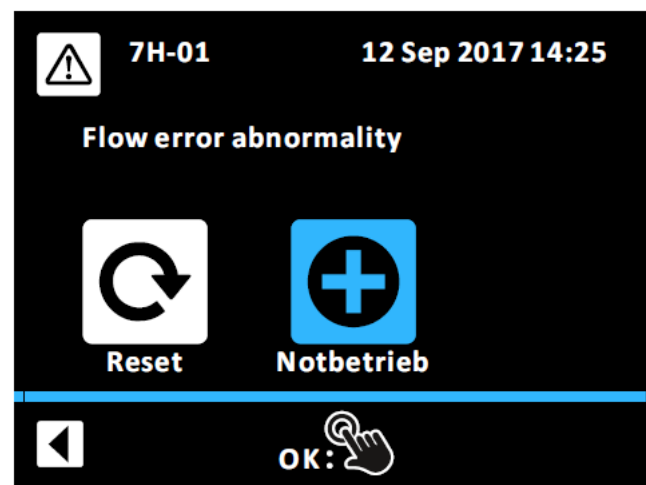 7H-01 12 Sep 2017 14:25
Flow error abnormality
Reset Notbetrieb
OK: